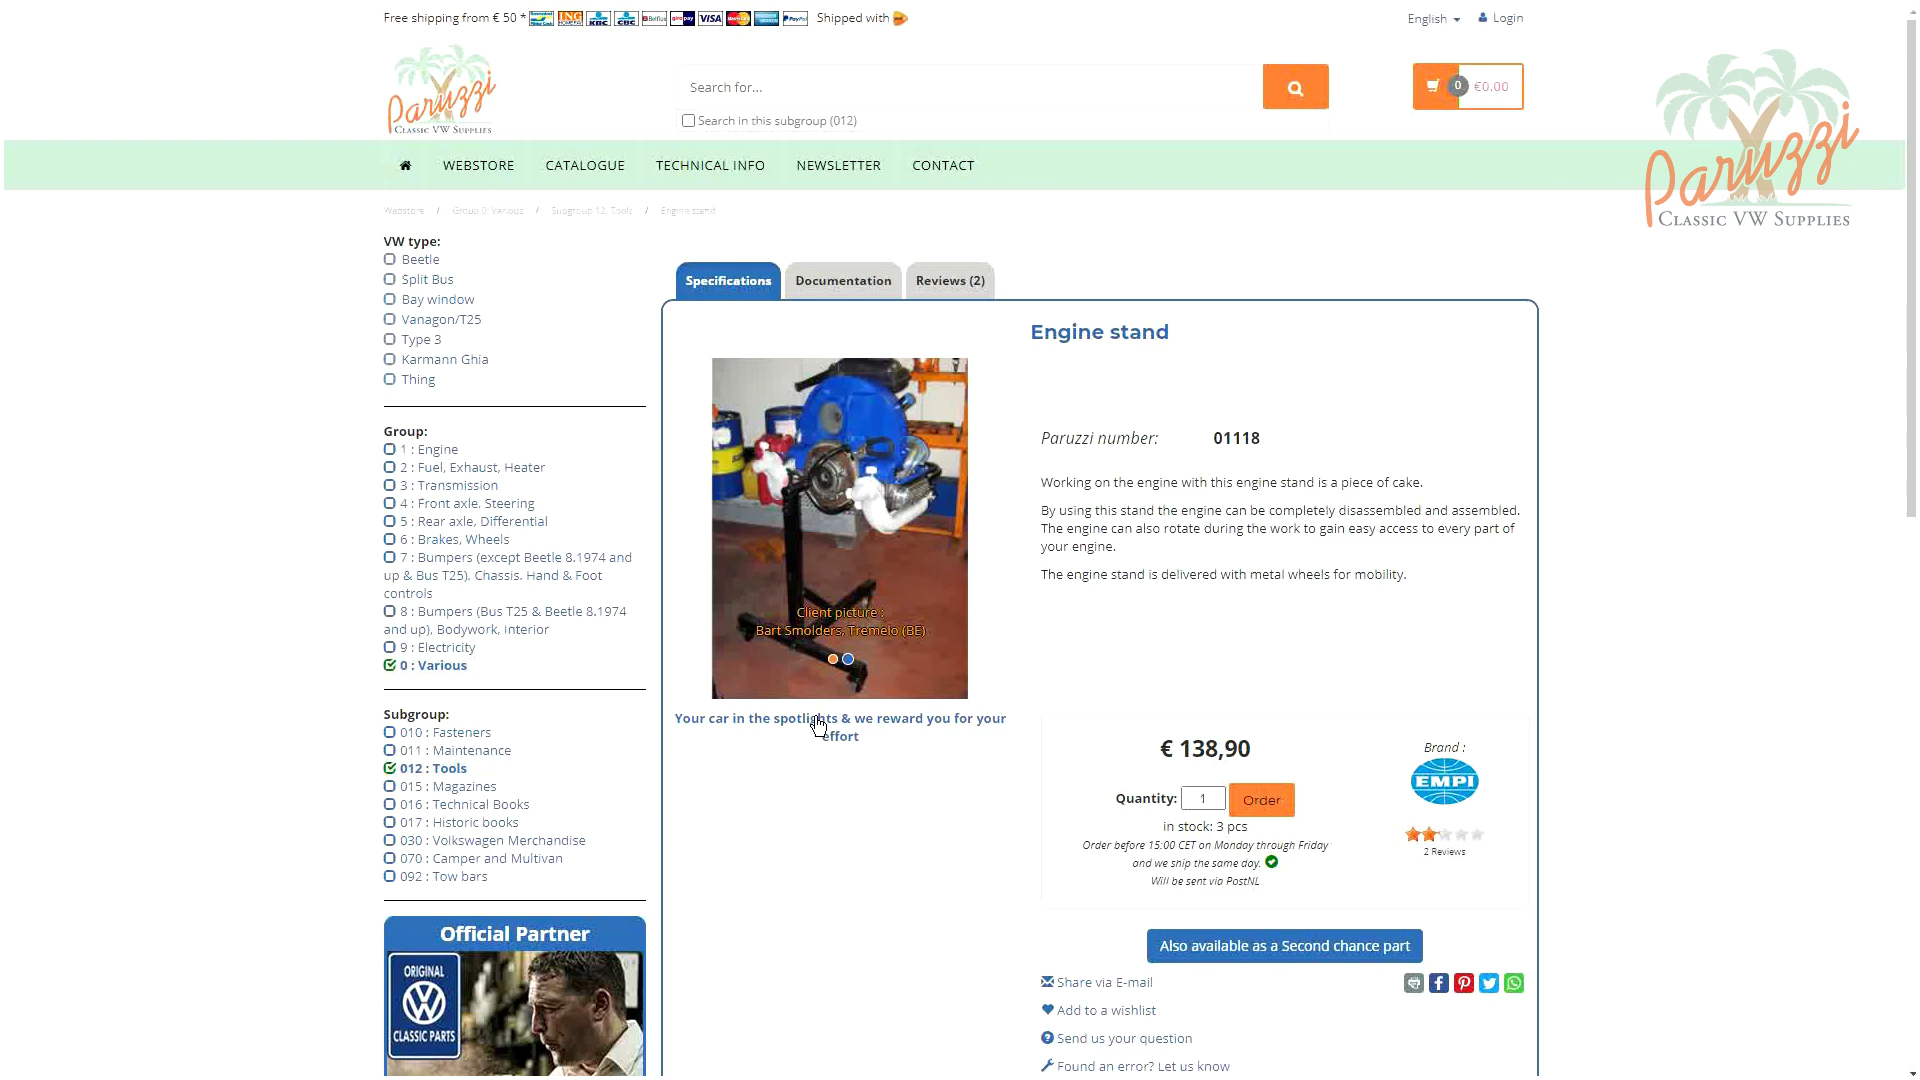 Free shipping from € 50 *
Shipped with
English
Login
Paruzzi
CLASSIC VW SUPPLIES
Search for...
Search in this subgroup (012)
0
€0,00
Paruzzi
CLASSIC VW SUPPLIES
WEBSTORE
CATALOGUE
TECHNICAL INFO
NEWSLETTER
CONTACT
Webstore / Group 0: Various / Subgroup 12: Tools / Engine stand
VW type:
Beetle
Split Bus
Bay window
Vanagon/T25
Type 3
Karmann Ghia
Thing
Group:
1 : Engine
2 : Fuel, Exhaust, Heater
3 : Transmission
4 : Front axle, Steering
5 : Rear axle, Differential
6 : Brakes, Wheels
7 : Bumpers (except Beetle 8.1974 and
up & Bus T25), Chassis, Hand & Foot
controls
8 : Bumpers (Bus T25 & Beetle 8.1974
and up), Bodywork, Interior
9 : Electricity
0 : Various
Subgroup:
010 : Fasteners
011 : Maintenance
012 : Tools
015 : Magazines
016 : Technical Books
017 : Historic books
030 : Volkswagen Merchandise
070 : Camper and Multivan
092 : Tow bars
Official Partner
ORIGINAL
CLASSIC PARTS
Specifications
Documentation
Reviews (2)
Engine stand
Client picture :
Bart Smolders, Tremelo (BE)
Your car in the spotlights & we reward you for your
effort
Paruzzi number: 01118
Working on the engine with this engine stand is a piece of cake.
By using this stand the engine can be completely disassembled and assembled.
The engine can also rotate during the work to gain easy access to every part of
your engine.
The engine stand is delivered with metal wheels for mobility.
€ 138,90
Quantity: 1 Order
in stock: 3 pcs
Order before 15:00 CET on Monday through Friday
and we ship the same day.
Will be sent via PostNL
Brand :
EMPI
2 Reviews
Also available as a Second chance part
Share via E-mail
Add to a wishlist
Send us your question
Found an error? Let us know